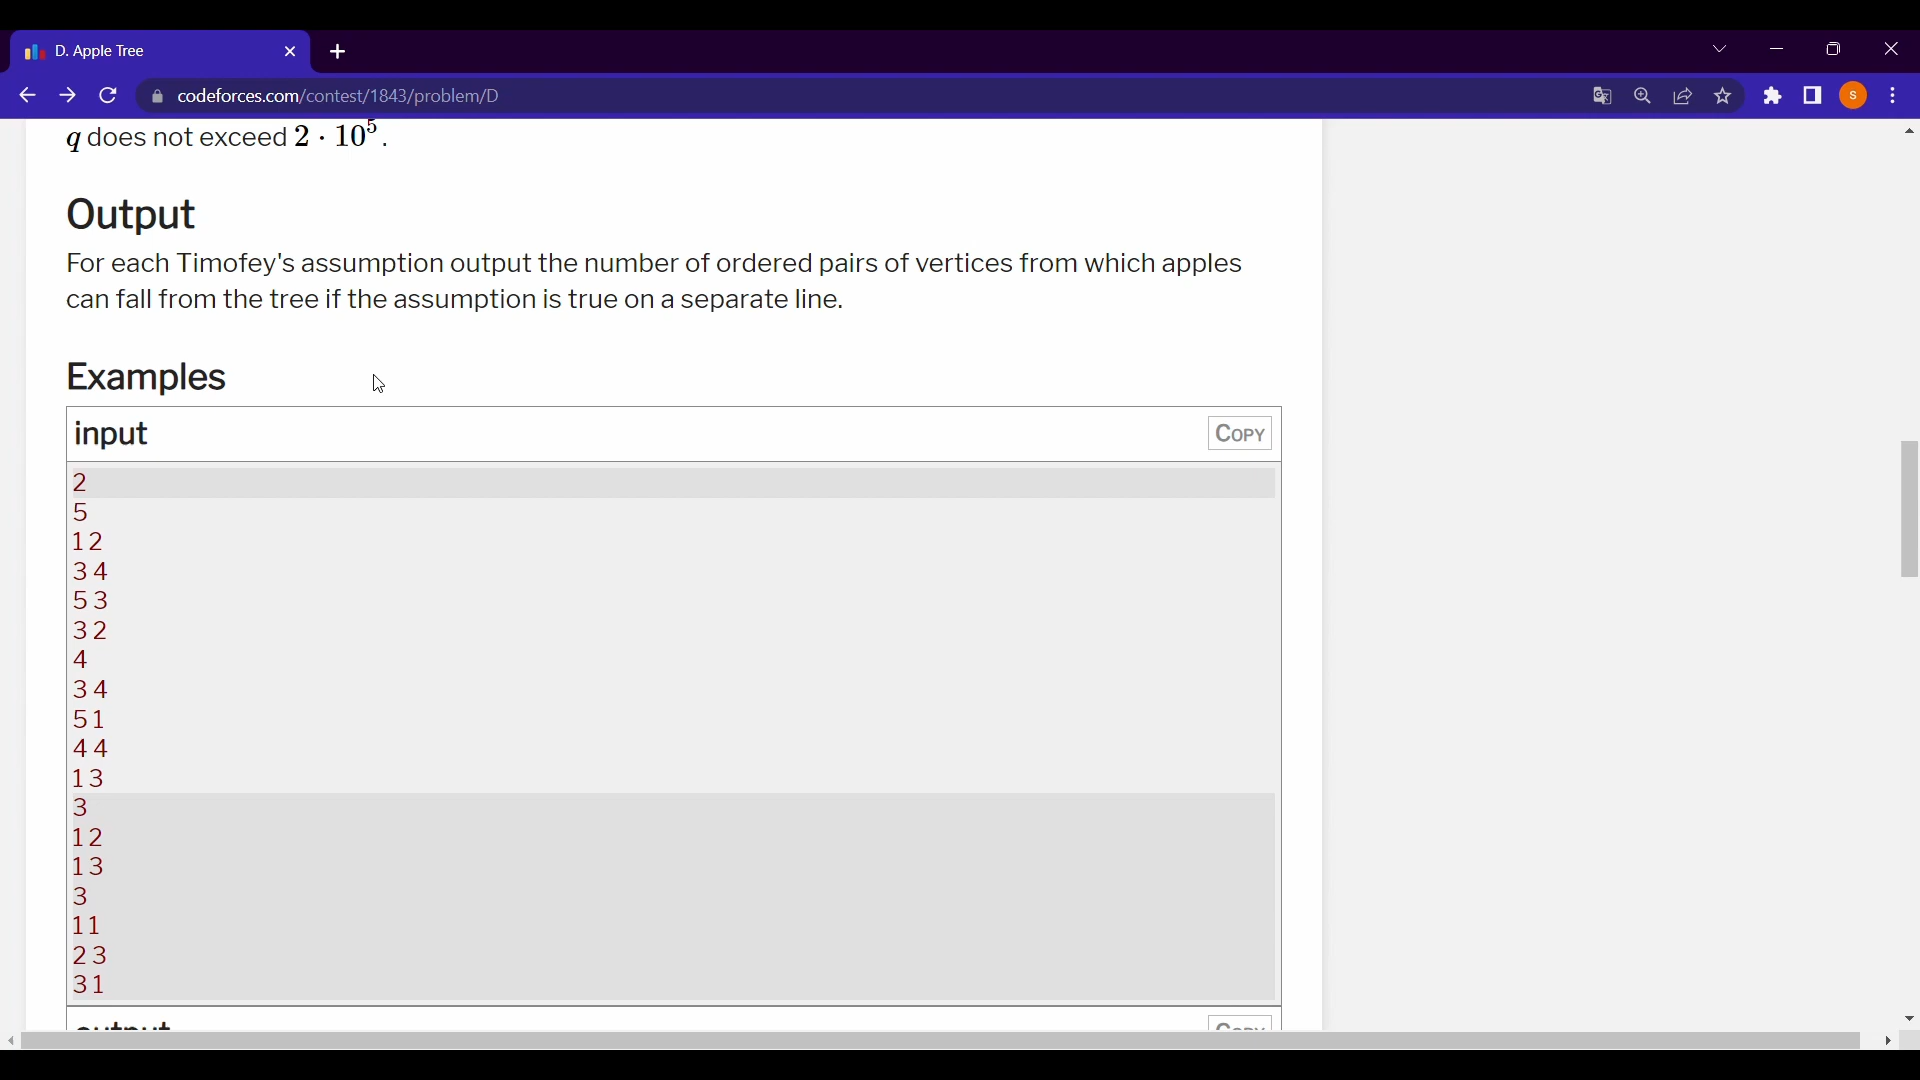 D. Apple Tree
codeforces.com/contest/1843/problem/D
S
q does not exceed 2 · 10⁵.
Output
For each Timofey's assumption output the number of ordered pairs of vertices from which apples
can fall from the tree if the assumption is true on a separate line.
Examples
input
Copy
2
5
1 2
3 4
5 3
3 2
4
3 4
5 1
4 4
1 3
3
1 2
1 3
3
1 1
2 3
3 1
output
Copy